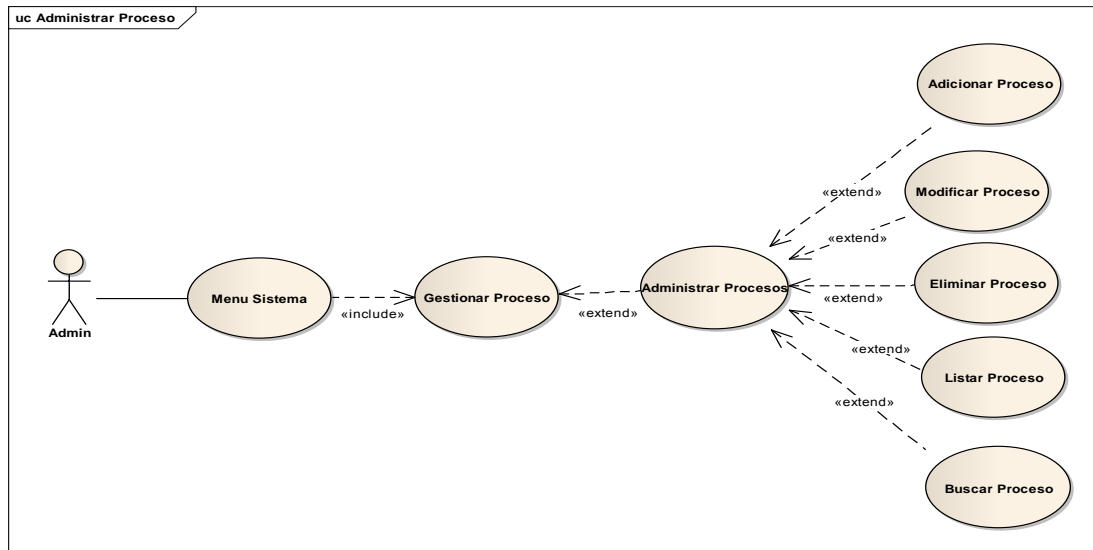 uc Administrar Proceso
Adicionar Proceso
«extend»
Modificar Proceso
«extend»
Admin
Menu Sistema
«include»
Gestionar Proceso
«extend»
Administrar Procesos
«extend»
Eliminar Proceso
«extend»
Listar Proceso
«extend»
Buscar Proceso